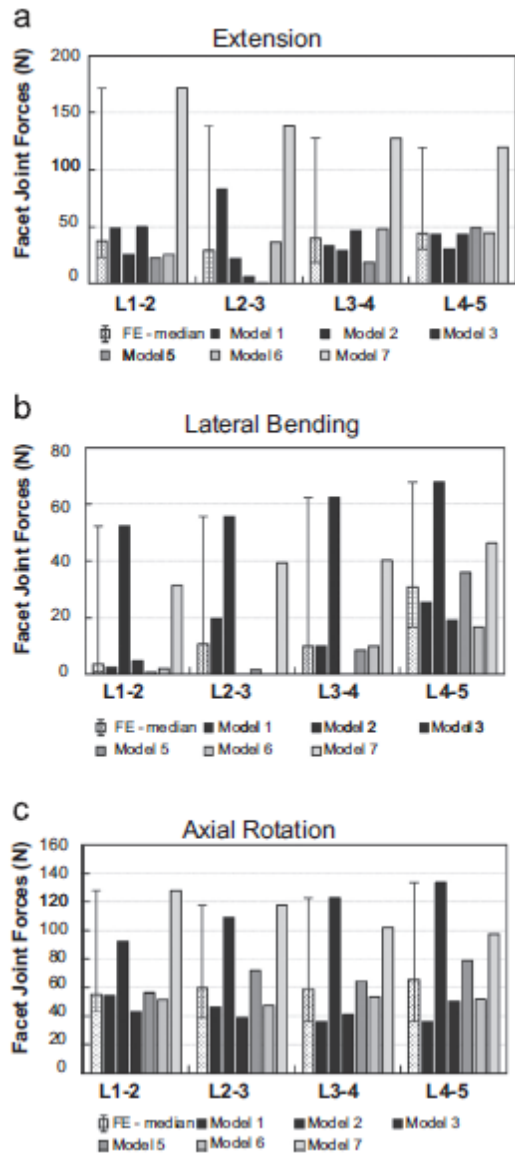 a
Extension
Facet Joint Forces (N)
200
150
100
50
0
L1-2 L2-3 L3-4 L4-5
FE - median Model 1 Model 2 Model 3
Model 5 Model 6 Model 7
b
Lateral Bending
Facet Joint Forces (N)
80
60
40
20
0
L1-2 L2-3 L3-4 L4-5
FE - median Model 1 Model 2 Model 3
Model 5 Model 6 Model 7
c
Axial Rotation
Facet Joint Forces (N)
160
140
120
100
80
60
40
20
0
L1-2 L2-3 L3-4 L4-5
FE - median Model 1 Model 2 Model 3
Model 5 Model 6 Model 7